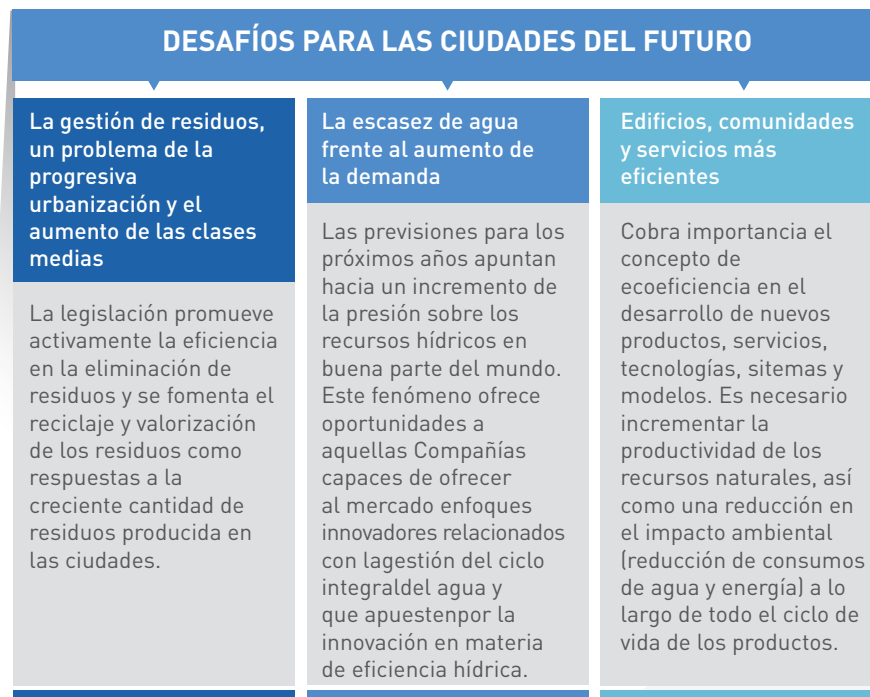 DESAFÍOS PARA LAS CIUDADES DEL FUTURO
La gestión de residuos,
un problema de la
progresiva
urbanización y el
aumento de las clases
medias
La legislación promueve
activamente la eficiencia
en la eliminación de
residuos y se fomenta el
reciclaje y valorización
de los residuos como
respuestas a la
creciente cantidad de
residuos producida en
las ciudades.
La escasez de agua
frente al aumento de
la demanda
Las previsiones para los
próximos años apuntan
hacia un incremento de
la presión sobre los
recursos hídricos en
buena parte del mundo.
Este fenómeno ofrece
oportunidades a
aquellas Compañías
capaces de ofrecer
al mercado enfoques
innovadores relacionados
con lagestión del ciclo
integraldel agua y
que apuestenpor la
innovación en materia
de eficiencia hídrica.
Edificios, comunidades
y servicios más
eficientes
Cobra importancia el
concepto de
ecoeficiencia en el
desarrollo de nuevos
productos, servicios,
tecnologías, sitemas y
modelos. Es necesario
incrementar la
productividad de los
recursos naturales, así
como una reducción en
el impacto ambiental
(reducción de consumos
de agua y energía) a lo
largo de todo el ciclo de
vida de los productos.